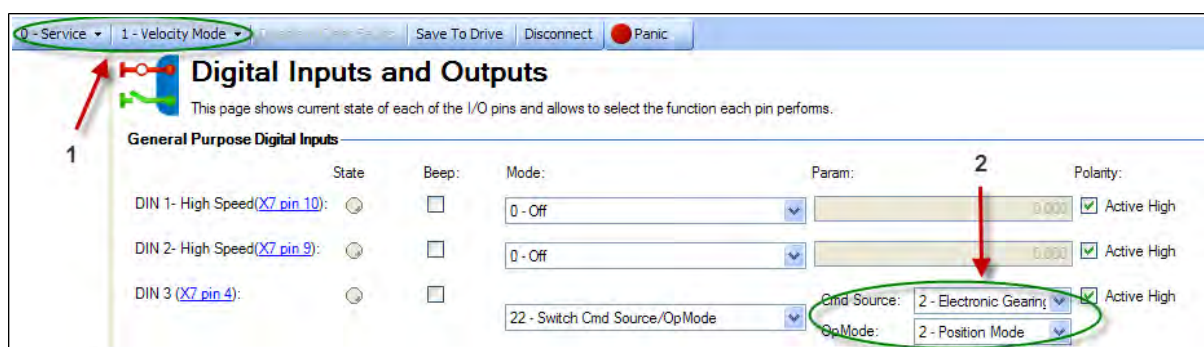 0 - Service 1 - Velocity Mode Save To Drive Disconnect Panic
Digital Inputs and Outputs
This page shows current state of each of the I/O pins and allows to select the function each pin performs.
1
General Purpose Digital Inputs
2
State Beep: Mode: Param: Polarity:
DIN 1- High Speed(X7 pin 10): 0 - Off 0.000 Active High
DIN 2- High Speed(X7 pin 9): 0 - Off 0.000 Active High
DIN 3 (X7 pin 4): 22 - Switch Cmd Source/OpMode Cmd Source: 2 - Electronic Gearing Active High
OpMode: 2 - Position Mode